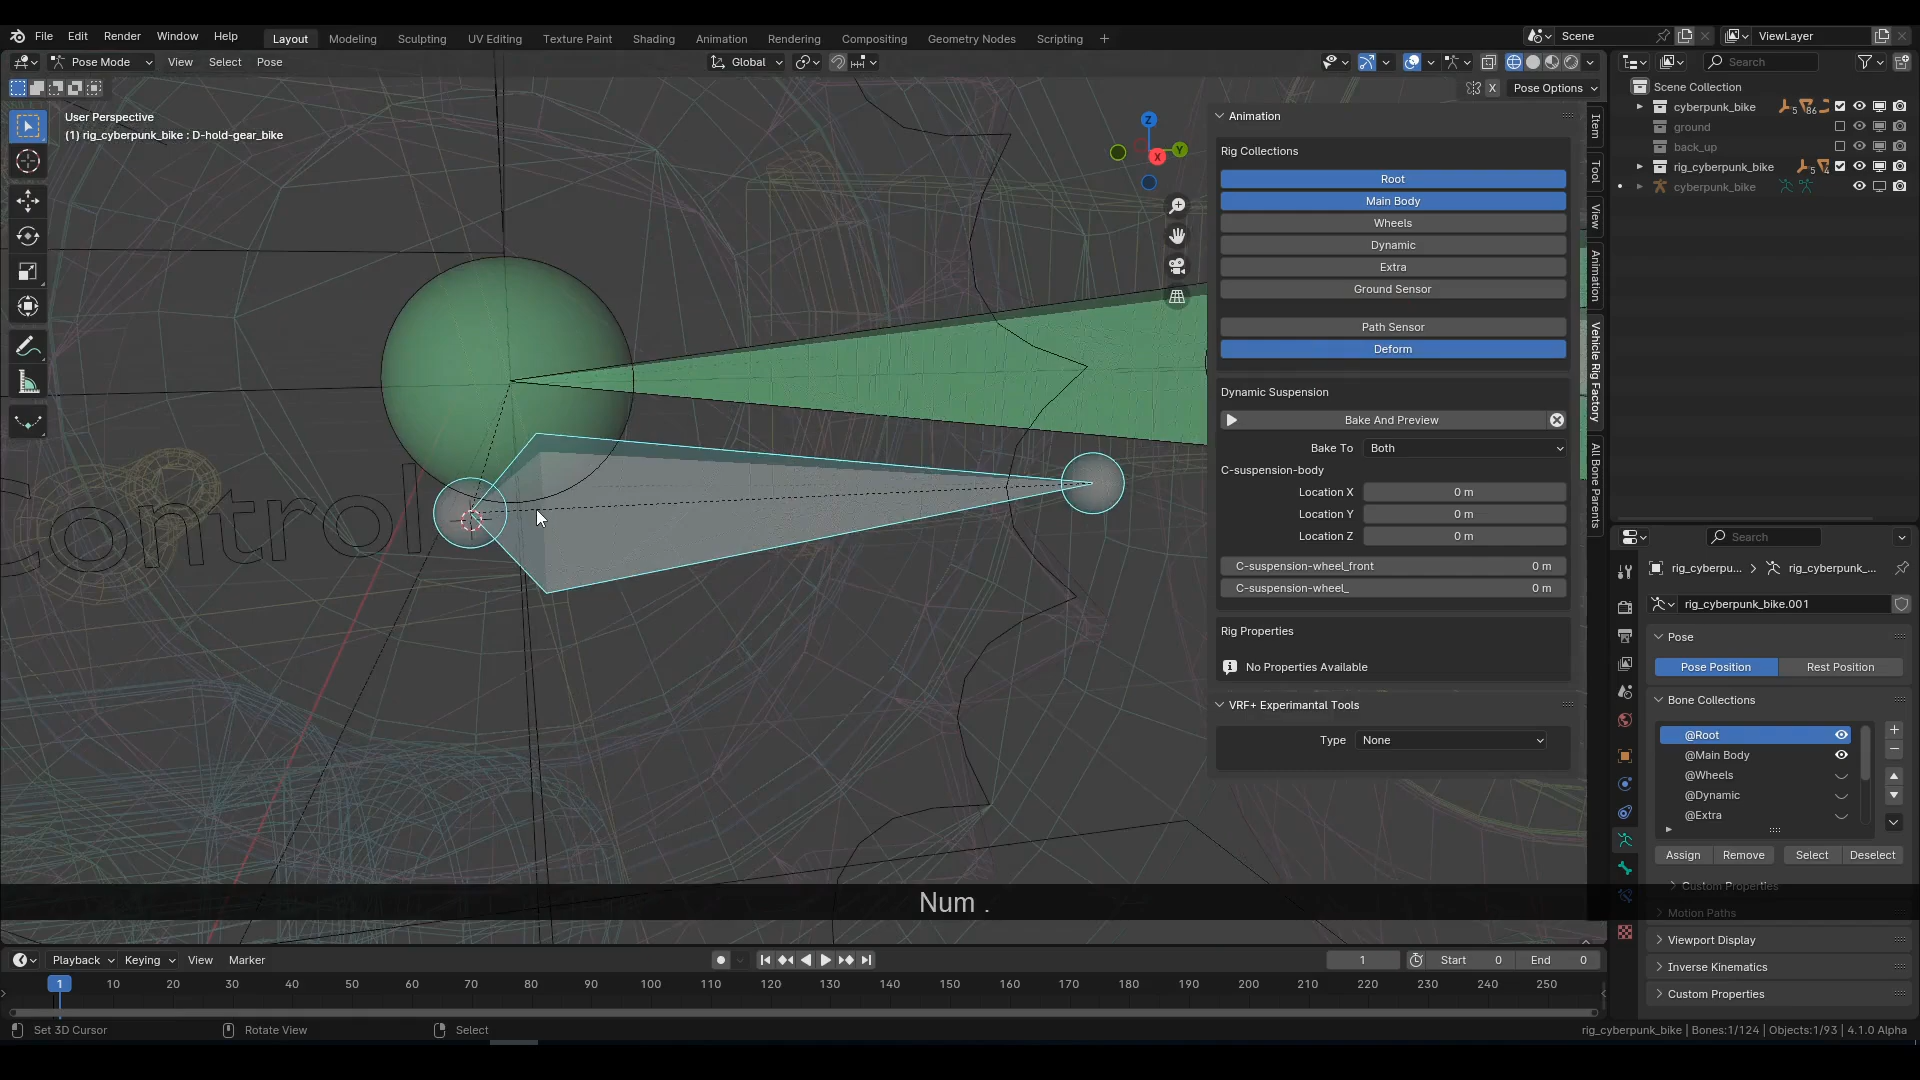 File Edit Render Window Help
Layout Modeling Sculpting UV Editing Texture Paint Shading Animation Rendering Compositing Geometry Nodes Scripting +
Scene
ViewLayer
Pose Mode View Select Pose
Global
Search
X Pose Options
User Perspective
(1) rig_cyberpunk_bike : D-hold-gear_bike
Z
Y
X
Control
Animation
Rig Collections
Root
Main Body
Wheels
Dynamic
Extra
Ground Sensor
Path Sensor
Deform
Dynamic Suspension
Bake And Preview
Bake To Both
C-suspension-body
Location X 0 m
Location Y 0 m
Location Z 0 m
C-suspension-wheel_front 0 m
C-suspension-wheel_ 0 m
Rig Properties
No Properties Available
VRF+ Experimantal Tools
Type None
Item
Tool
View
Animation
Vehicle Rig Factory
All Bone Parents
Scene Collection
cyberpunk_bike 5 86
ground
back_up
rig_cyberpunk_bike 5 4
cyberpunk_bike
Search
rig_cyberpu... > rig_cyberpunk_...
rig_cyberpunk_bike.001
Pose
Pose Position Rest Position
Bone Collections
@Root
@Main Body
@Wheels
@Dynamic
@Extra
Assign Remove Select Deselect
Custom Properties
Motion Paths
Viewport Display
Inverse Kinematics
Custom Properties
Num .
Playback Keying View Marker
1 Start 0 End 0
1 10 20 30 40 50 60 70 80 90 100 110 120 130 140 150 160 170 180 190 200 210 220 230 240 250
Set 3D Cursor Rotate View Select
rig_cyberpunk_bike | Bones:1/124 | Objects:1/93 | 4.1.0 Alpha